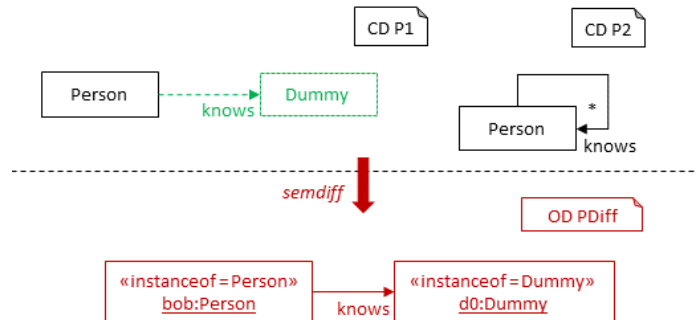 CD P1
CD P2
Person
Dummy
knows
Person
*
knows
semdiff
OD PDiff
«instanceof=Person»
bob:Person
knows
«instanceof=Dummy»
d0:Dummy